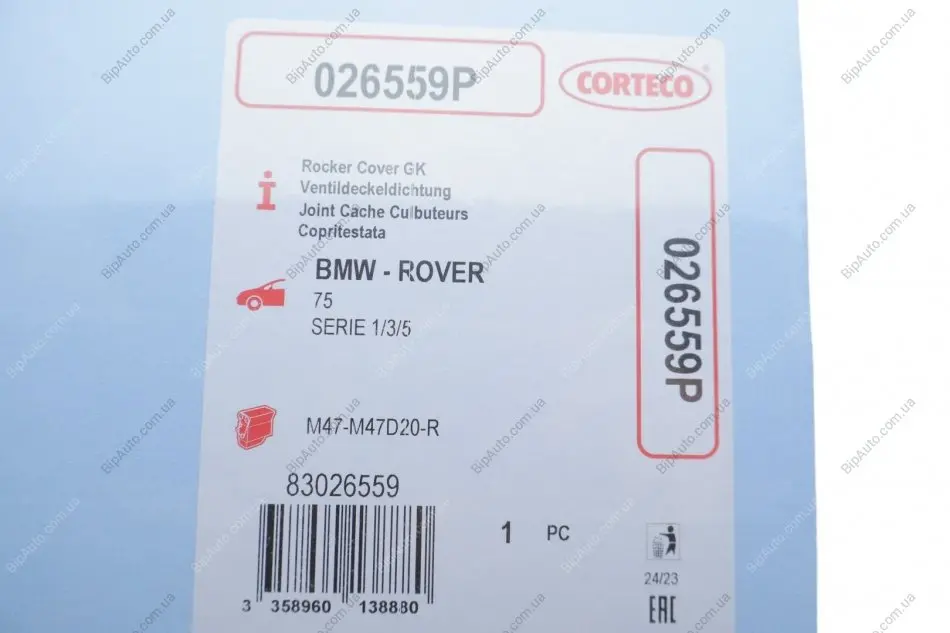 026559P
CORTECO®
Rocker Cover GK
Ventildeckeldichtung
Joint Cache Culbuteurs
Copritestata
BMW - ROVER
75
SERIE 1/3/5
026559P
M47-M47D20-R
83026559
1 PC
3 358960 138880
24/23
EAC
BipAuto.com.ua